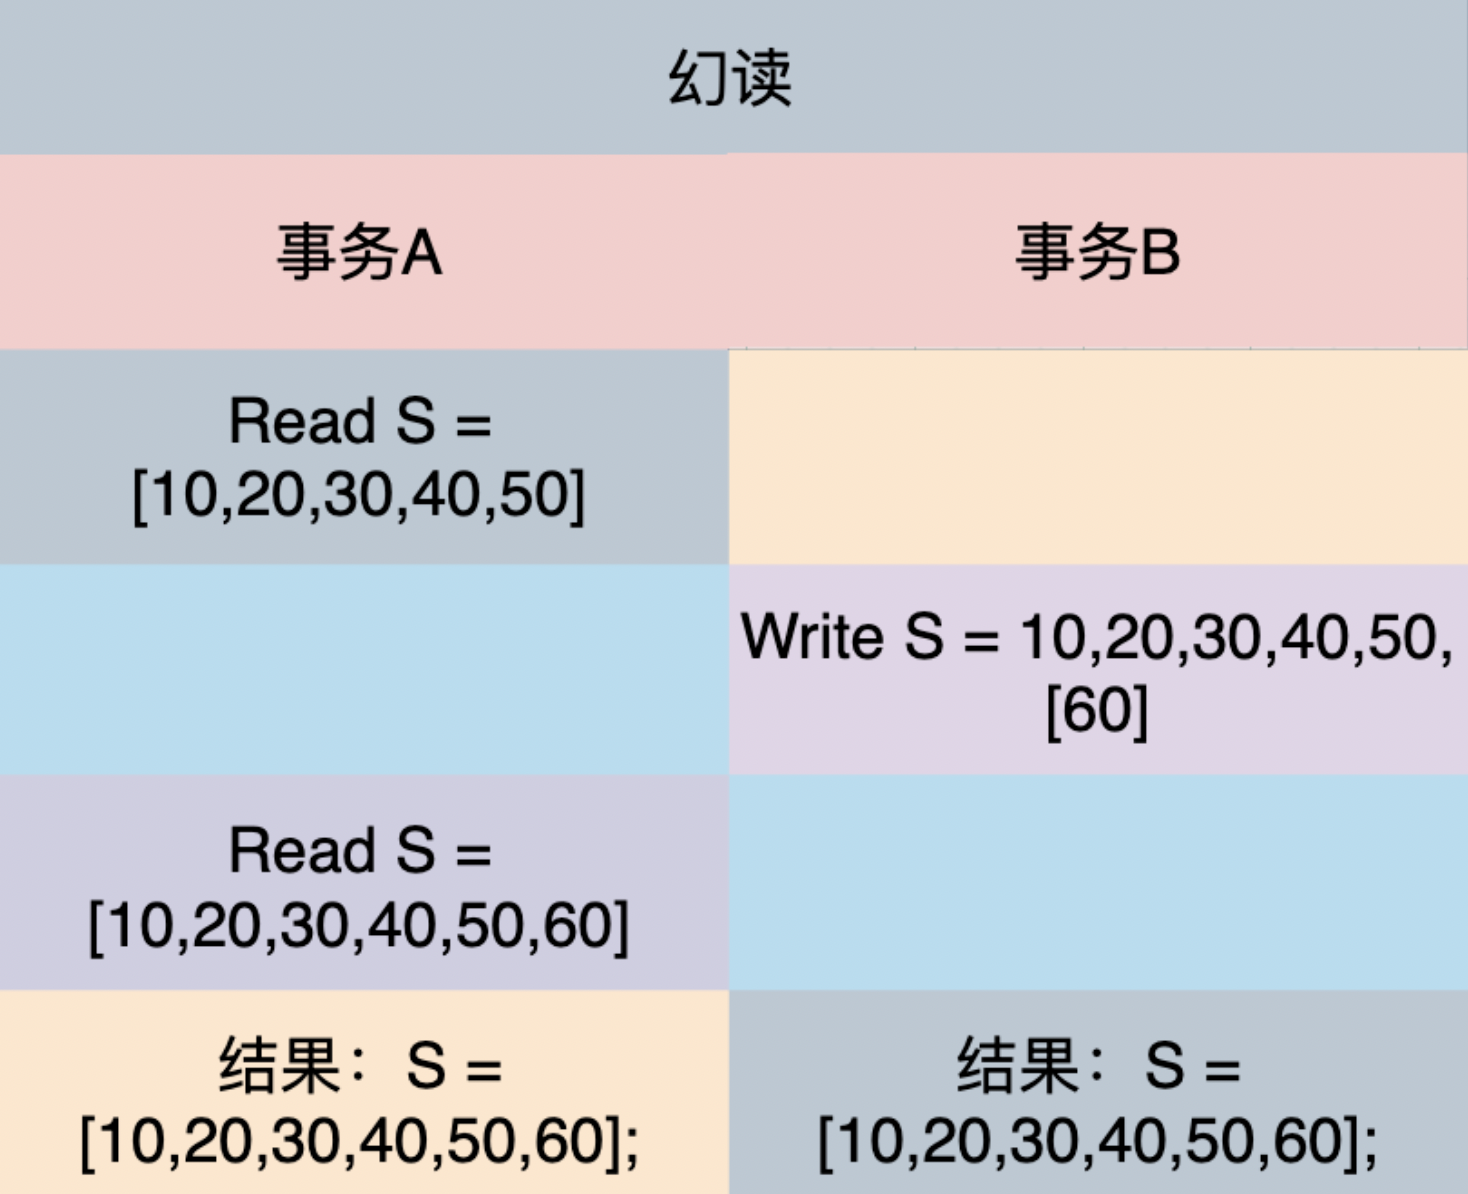 幻读
事务A
事务B
Read S =
[10,20,30,40,50]
Write S = 10,20,30,40,50,
[60]
Read S =
[10,20,30,40,50,60]
结果：S =
[10,20,30,40,50,60];
结果：S =
[10,20,30,40,50,60];